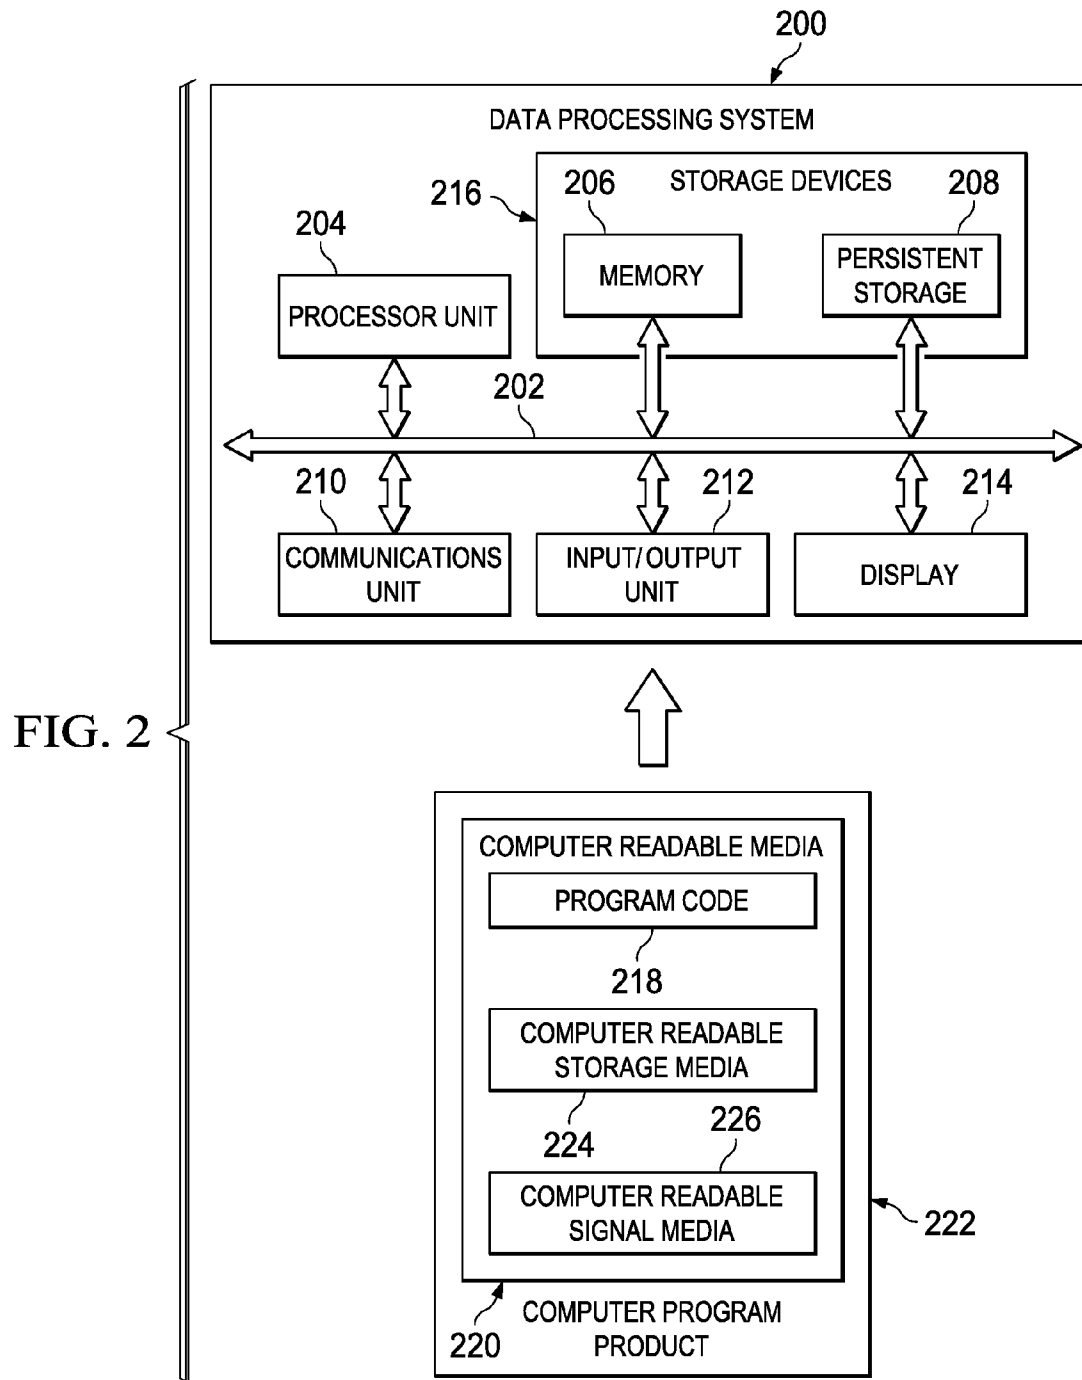 200
DATA PROCESSING SYSTEM
216
206
STORAGE DEVICES
208
204
MEMORY
PERSISTENT
STORAGE
PROCESSOR UNIT
202
210
212
214
COMMUNICATIONS
UNIT
INPUT/OUTPUT
UNIT
DISPLAY
FIG. 2
COMPUTER READABLE MEDIA
PROGRAM CODE
218
COMPUTER READABLE
STORAGE MEDIA
224
226
COMPUTER READABLE
SIGNAL MEDIA
222
220
COMPUTER PROGRAM
PRODUCT